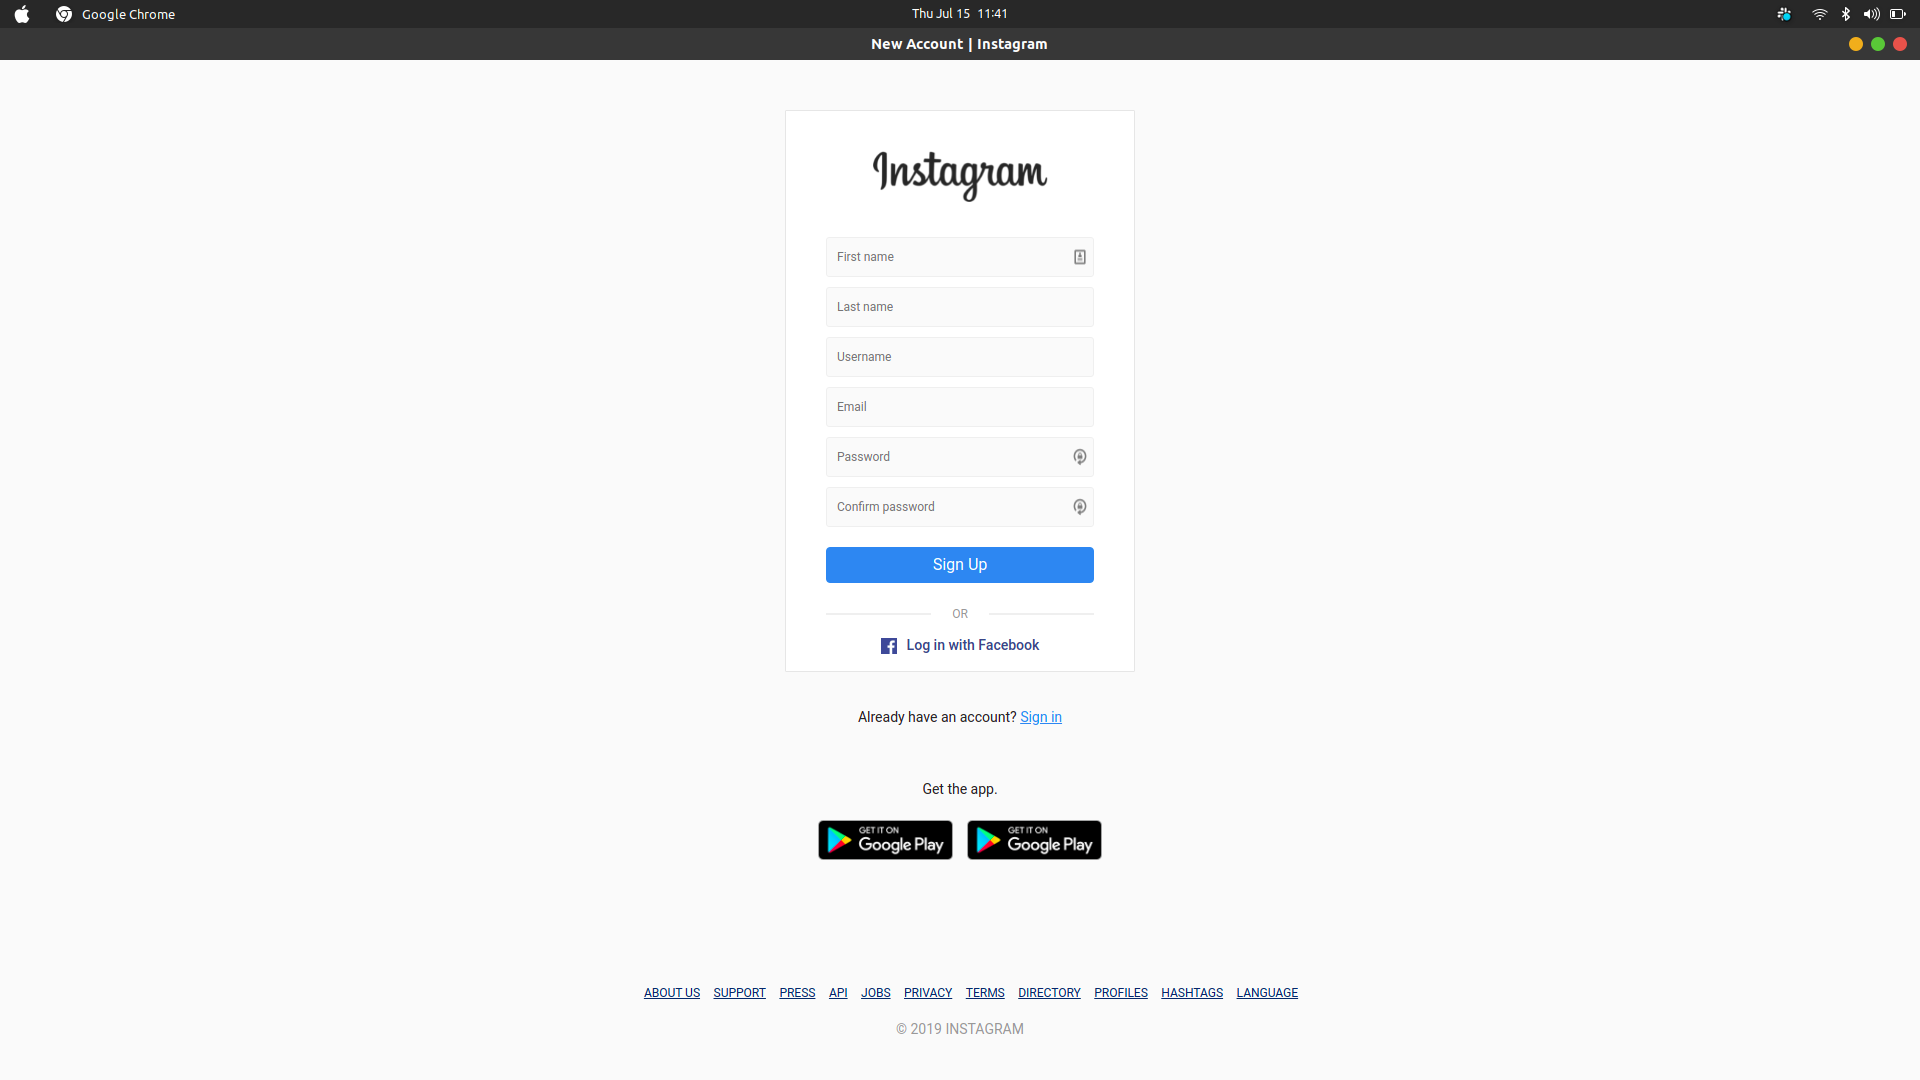 Google Chrome
Thu Jul 15 11:41
New Account | Instagram
Instagram
First name
Last name
Username
Email
Password
Confirm password
Sign Up
OR
Log in with Facebook
Already have an account? Sign in
Get the app.
GET IT ON Google Play
GET IT ON Google Play
ABOUT US SUPPORT PRESS API JOBS PRIVACY TERMS DIRECTORY PROFILES HASHTAGS LANGUAGE
© 2019 INSTAGRAM